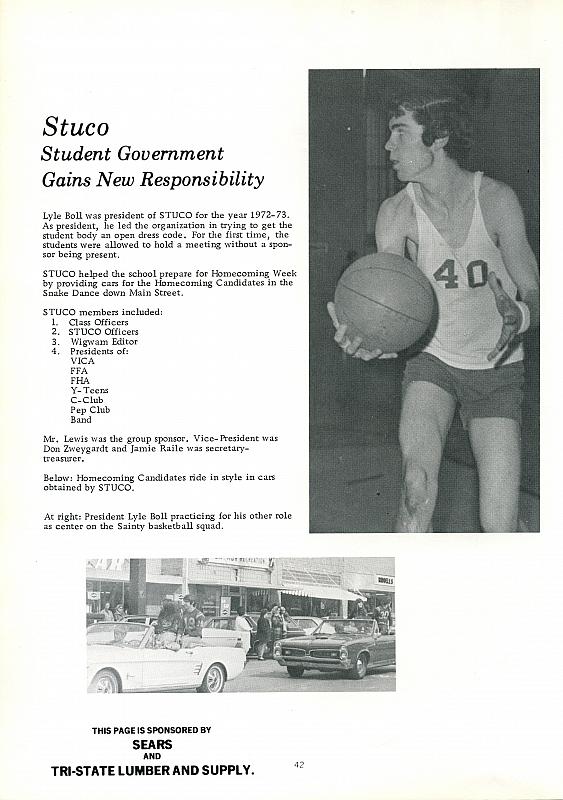 Stuco
Student Government
Gains New Responsibility
Lyle Boll was president of STUCO for the year 1972-73.
As president, he led the organization in trying to get the
student body an open dress code. For the first time, the
students were allowed to hold a meeting without a spon-
sor being present.
STUCO helped the school prepare for Homecoming Week
by providing cars for the Homecoming Candidates in the
Snake Dance down Main Street.
STUCO members included:
1. Class Officers
2. STUCO Officers
3. Wigwam Editor
4. Presidents of:
VICA
FFA
FHA
Y-Teens
C-Club
Pep Club
Band
Mr. Lewis was the group sponsor. Vice-President was
Don Zweygardt and Jamie Raile was secretary-
treasurer.
Below: Homecoming Candidates ride in style in cars
obtained by STUCO.
At right: President Lyle Boll practicing for his other role
as center on the Sainty basketball squad.
40
THIS PAGE IS SPONSORED BY
SEARS
AND
TRI-STATE LUMBER AND SUPPLY.
42